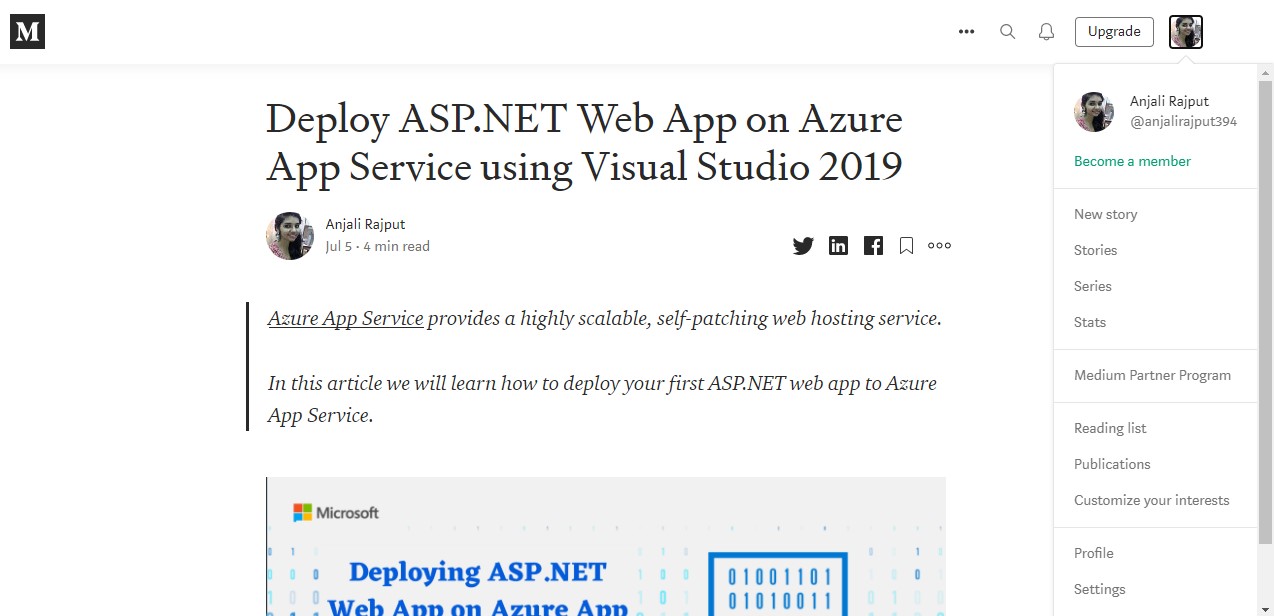 M
Upgrade
Deploy ASP.NET Web App on Azure
App Service using Visual Studio 2019
Anjali Rajput
Jul 5 · 4 min read
Azure App Service provides a highly scalable, self-patching web hosting service.
In this article we will learn how to deploy your first ASP.NET web app to Azure
App Service.
Microsoft
Deploying ASP.NET
Web App on Azure App
01001101
01010011
Anjali Rajput
@anjalirajput394
Become a member
New story
Stories
Series
Stats
Medium Partner Program
Reading list
Publications
Customize your interests
Profile
Settings